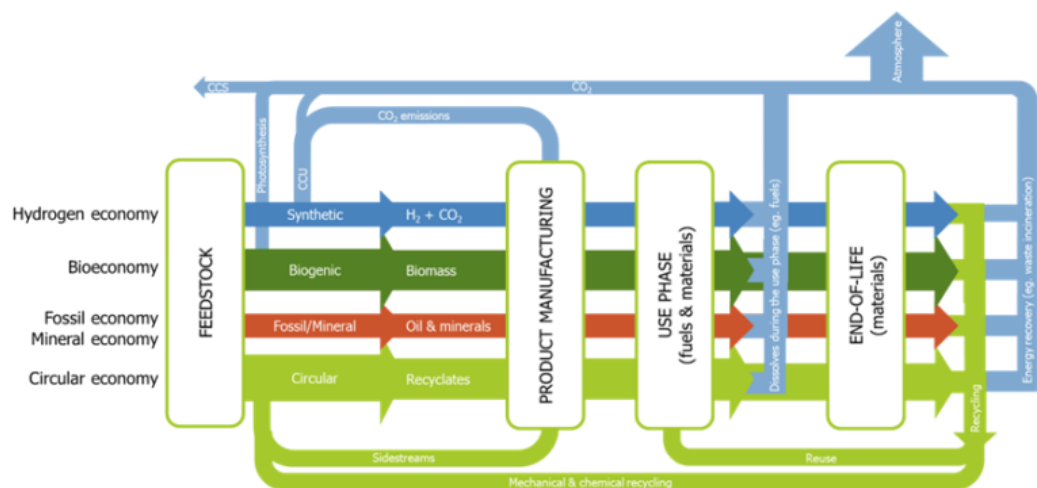 Atmosphere
CCS
CO₂
CO₂ emissions
Photosynthesis
CCU
Hydrogen economy
Synthetic
H₂ + CO₂
Bioeconomy
Biogenic
Biomass
Fossil economy
Mineral economy
Fossil/Mineral
Oil & minerals
Circular economy
Circular
Recyclates
FEEDSTOCK
PRODUCT MANUFACTURING
USE PHASE
(fuels & materials)
Dissolves during the use phase (eg. fuels)
END-OF-LIFE
(materials)
Energy recovery (eg. waste incineration)
Recycling
Sidestreams
Reuse
Mechanical & chemical recycling